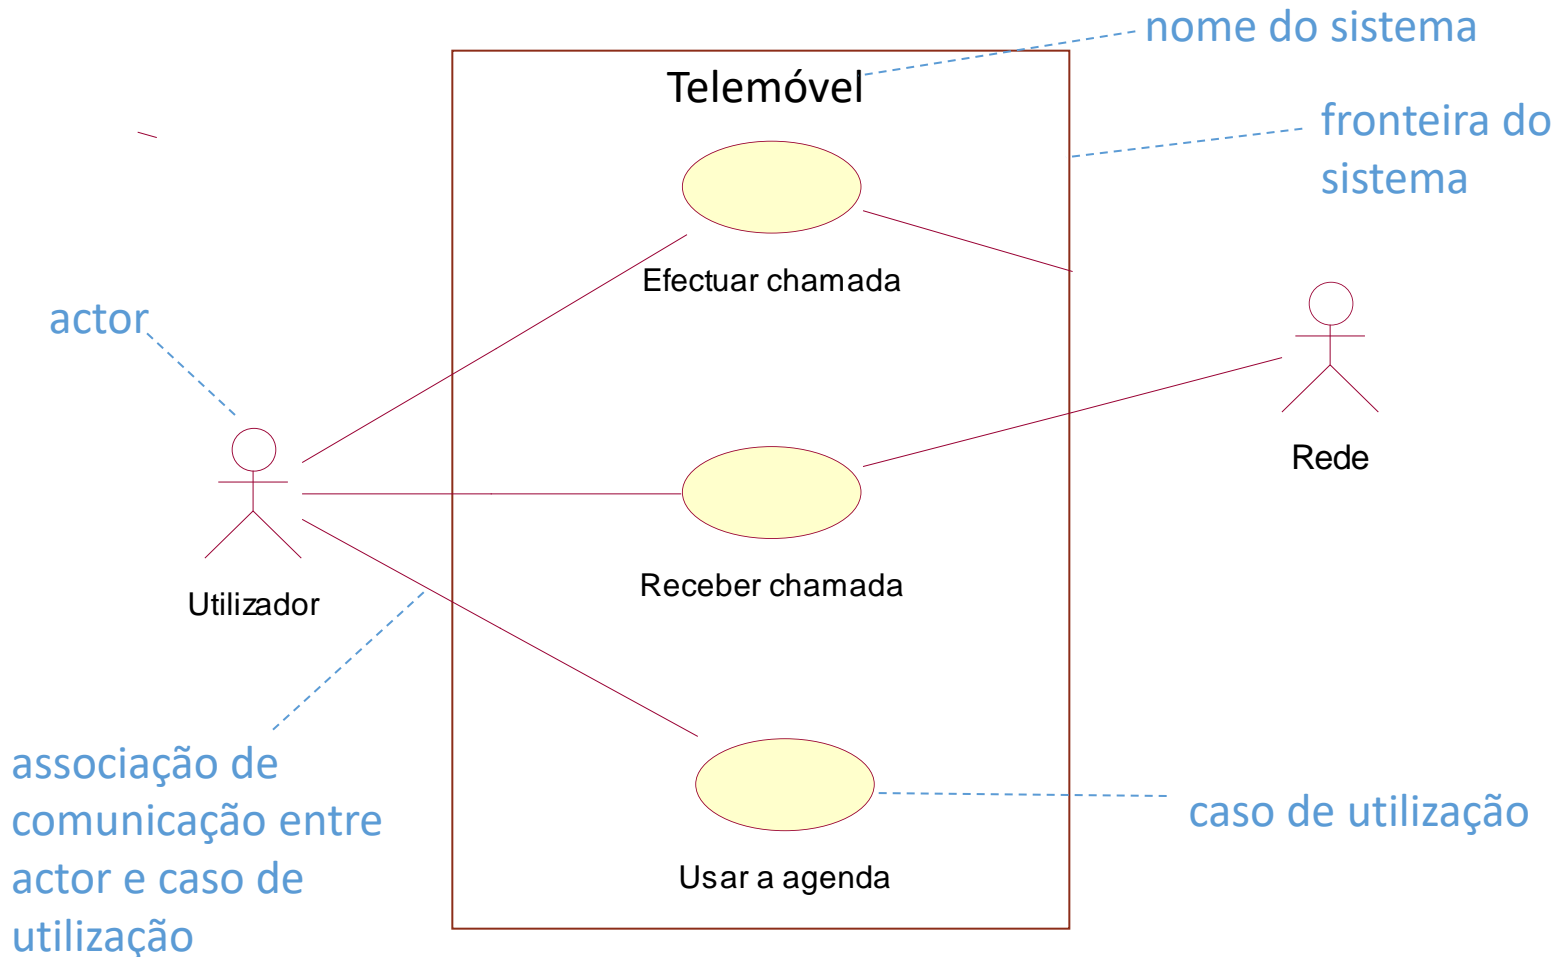 nome do sistema
Telemóvel
fronteira do
sistema
Efectuar chamada
actor
Rede
Receber chamada
Utilizador
associação de
comunicação entre
actor e caso de
utilização
caso de utilização
Usar a agenda